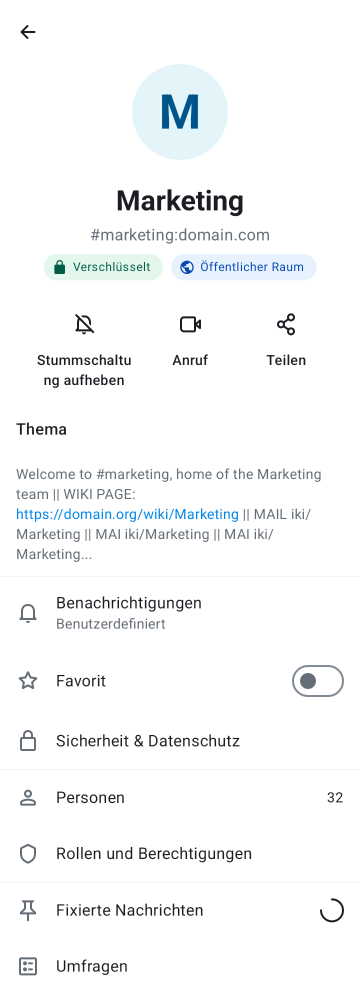 M
Marketing
#marketing:domain.com
Verschlüsselt Öffentlicher Raum
Stummschaltu
ng aufheben
Anruf
Teilen
Thema
Welcome to #marketing, home of the Marketing
team || WIKI PAGE:
https://domain.org/wiki/Marketing || MAIL iki/
Marketing || MAI iki/Marketing || MAI iki/
Marketing...
Benachrichtigungen
Benutzerdefiniert
Favorit
Sicherheit & Datenschutz
Personen 32
Rollen und Berechtigungen
Fixierte Nachrichten
Umfragen